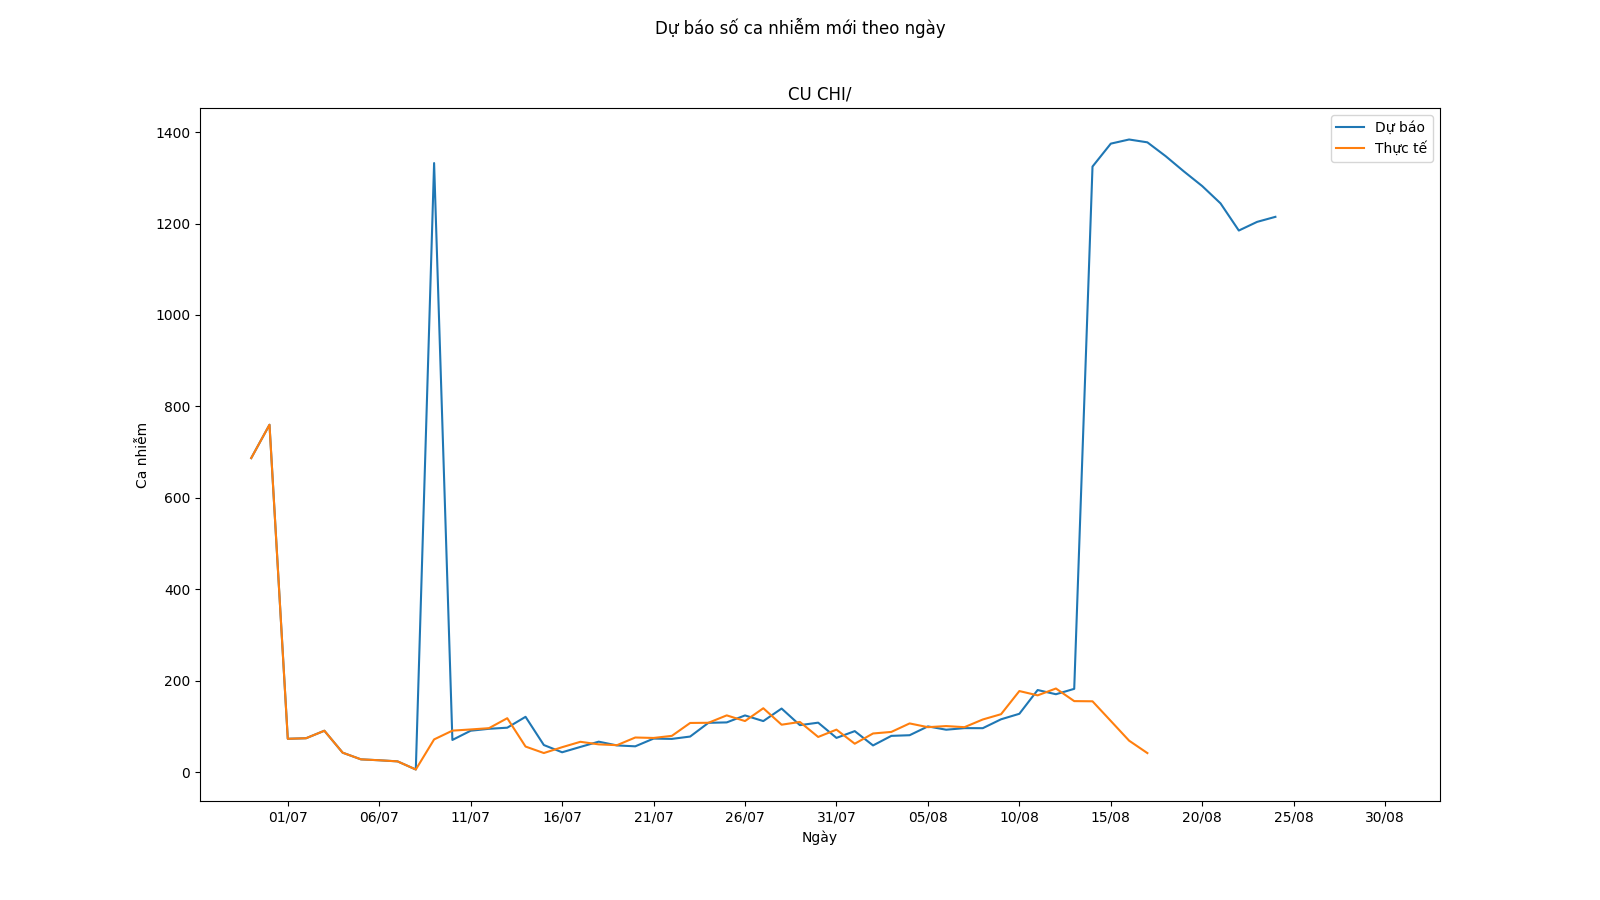 Dự báo số ca nhiễm mới theo ngày
CU CHI/
Dự báo
Thực tế
1400
1200
1000
800
600
400
200
0
Ca nhiễm
01/07 06/07 11/07 16/07 21/07 26/07 31/07 05/08 10/08 15/08 20/08 25/08 30/08
Ngày